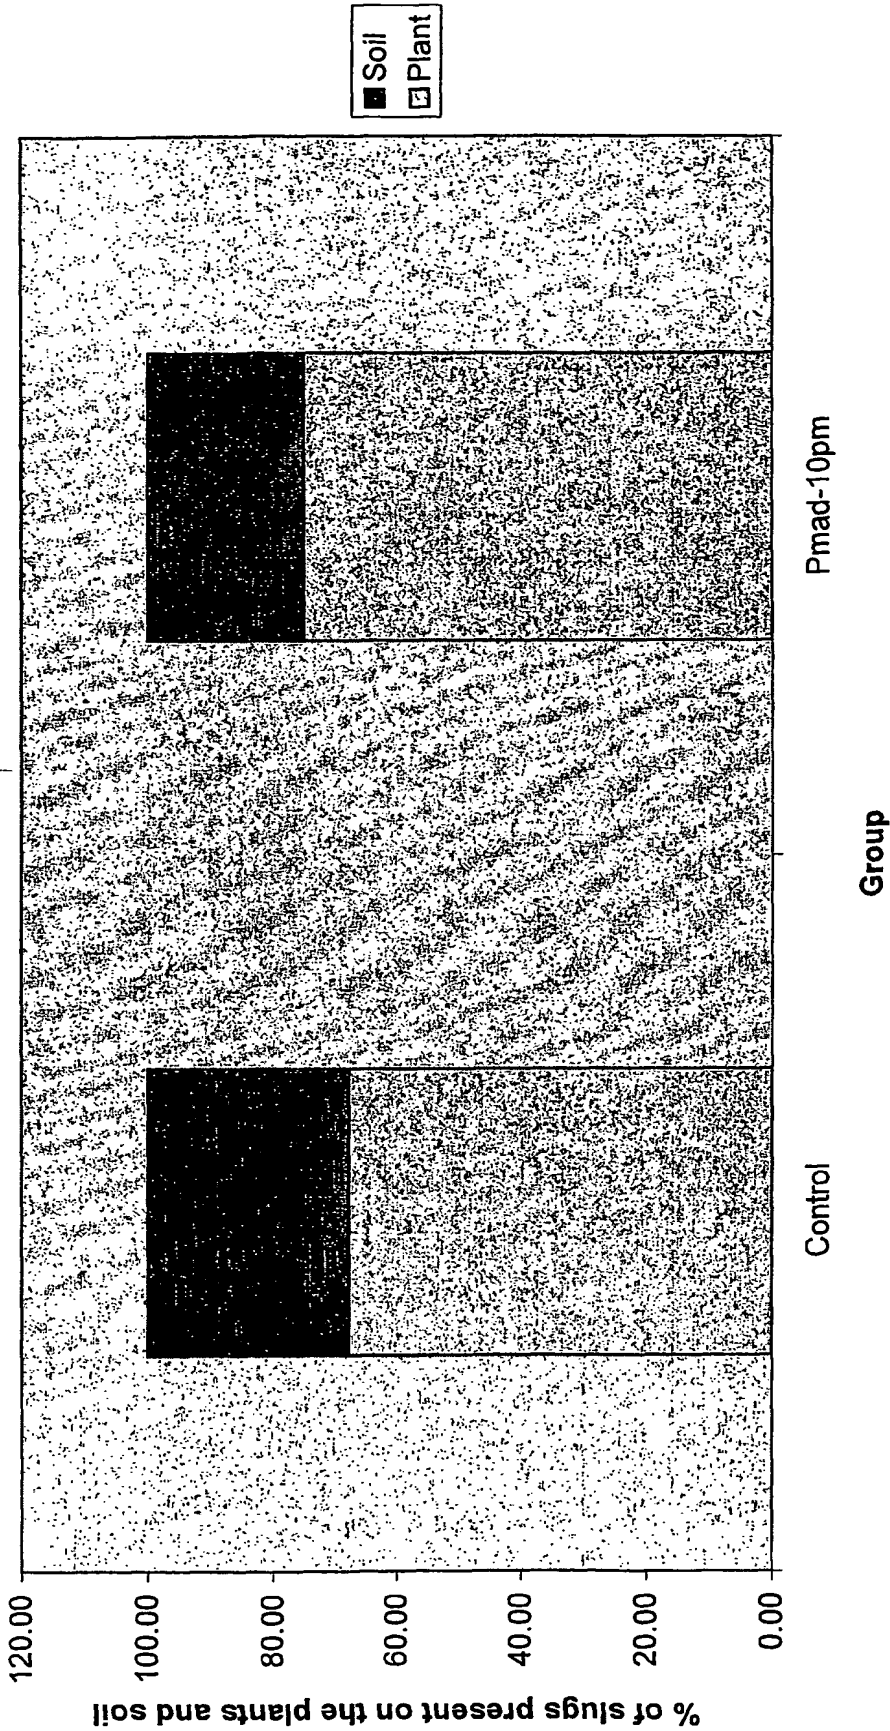 % of slugs present on the plants and soil
120.00
100.00
80.00
60.00
40.00
20.00
0.00
Control
Pmad-10pm
Group
Soil
Plant